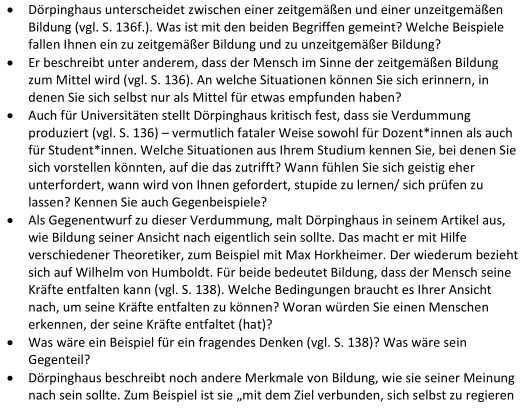 • Dörpinghaus unterscheidet zwischen einer zeitgemäßen und einer unzeitgemäßen
Bildung (vgl. S. 136f.). Was ist mit den beiden Begriffen gemeint? Welche Beispiele
fallen Ihnen ein zu zeitgemäßer Bildung und zu unzeitgemäßer Bildung?
• Er beschreibt unter anderem, dass der Mensch im Sinne der zeitgemäßen Bildung
zum Mittel wird (vgl. S. 136). An welche Situationen können Sie sich erinnern, in
denen Sie sich selbst nur als Mittel für etwas empfunden haben?
• Auch für Universitäten stellt Dörpinghaus kritisch fest, dass sie Verdummung
produziert (vgl. S. 136) – vermutlich fataler Weise sowohl für Dozent*innen als auch
für Student*innen. Welche Situationen aus Ihrem Studium kennen Sie, bei denen Sie
sich vorstellen könnten, auf die das zutrifft? Wann fühlen Sie sich geistig eher
unterfordert, wann wird von Ihnen gefordert, stupide zu lernen/ sich prüfen zu
lassen? Kennen Sie auch Gegenbeispiele?
• Als Gegenentwurf zu dieser Verdummung, malt Dörpinghaus in seinem Artikel aus,
wie Bildung seiner Ansicht nach eigentlich sein sollte. Das macht er mit Hilfe
verschiedener Theoretiker, zum Beispiel mit Max Horkheimer. Der wiederum bezieht
sich auf Wilhelm von Humboldt. Für beide bedeutet Bildung, dass der Mensch seine
Kräfte entfalten kann (vgl. S. 138). Welche Bedingungen braucht es Ihrer Ansicht
nach, um seine Kräfte entfalten zu können? Woran würden Sie einen Menschen
erkennen, der seine Kräfte entfaltet (hat)?
• Was wäre ein Beispiel für ein fragendes Denken (vgl. S. 138)? Was wäre sein
Gegenteil?
• Dörpinghaus beschreibt noch andere Merkmale von Bildung, wie sie seiner Meinung
nach sein sollte. Zum Beispiel ist sie „mit dem Ziel verbunden, sich selbst zu regieren